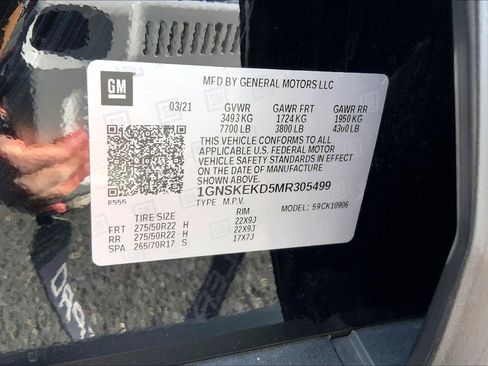 GM
MFD BY GENERAL MOTORS LLC
03/21 GVWR GAWR FRT GAWR RR
3493 KG 1724 KG 1950 KG
7700 LB 3800 LB 4300 LB
THIS VEHICLE CONFORMS TO ALL
APPLICABLE U.S. FEDERAL MOTOR
VEHICLE SAFETY STANDARDS IN EFFECT
ON THE DATE OF MANUFACTURE SHOWN ABOVE.
1GNSKEKD5MR305499
8555 TYPE M.P.V. MODEL: 59CK10906
TIRE SIZE RIM
FRT 275/50R22 H 22X9J
RR 275/50R22 H 22X9J
SPA 265/70R17 S 17X7J